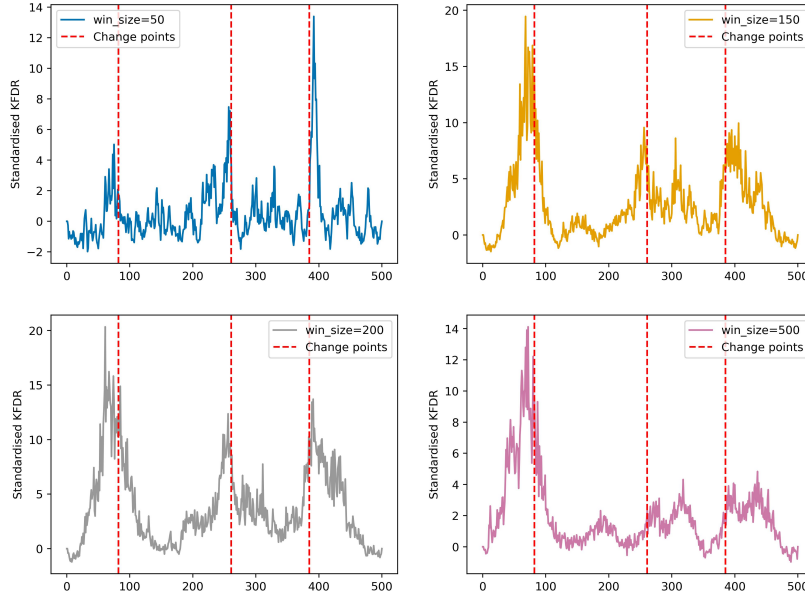 win_size=50
Change points
Standardised KFDR
14
12
10
8
6
4
2
0
−2
0 100 200 300 400 500
win_size=150
Change points
Standardised KFDR
20
15
10
5
0
0 100 200 300 400 500
win_size=200
Change points
Standardised KFDR
20
15
10
5
0
0 100 200 300 400 500
win_size=500
Change points
Standardised KFDR
14
12
10
8
6
4
2
0
0 100 200 300 400 500